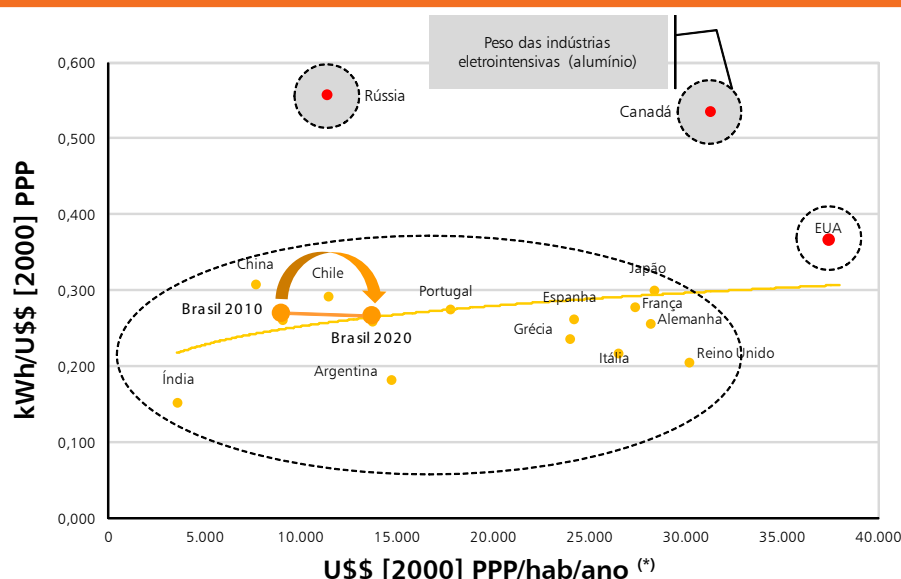 Peso das indústrias
eletrointensivas (alumínio)
0,600
0,500
0,400
0,300
0,200
0,100
0,000
kWh/U$$ [2000] PPP
Rússia
Canadá
EUA
China
Chile
Japão
Brasil 2010
Portugal
Espanha
França
Alemanha
Brasil 2020
Grécia
Itália
Reino Unido
Argentina
Índia
0
5.000
10.000
15.000
20.000
25.000
30.000
35.000
40.000
U$$ [2000] PPP/hab/ano (*)